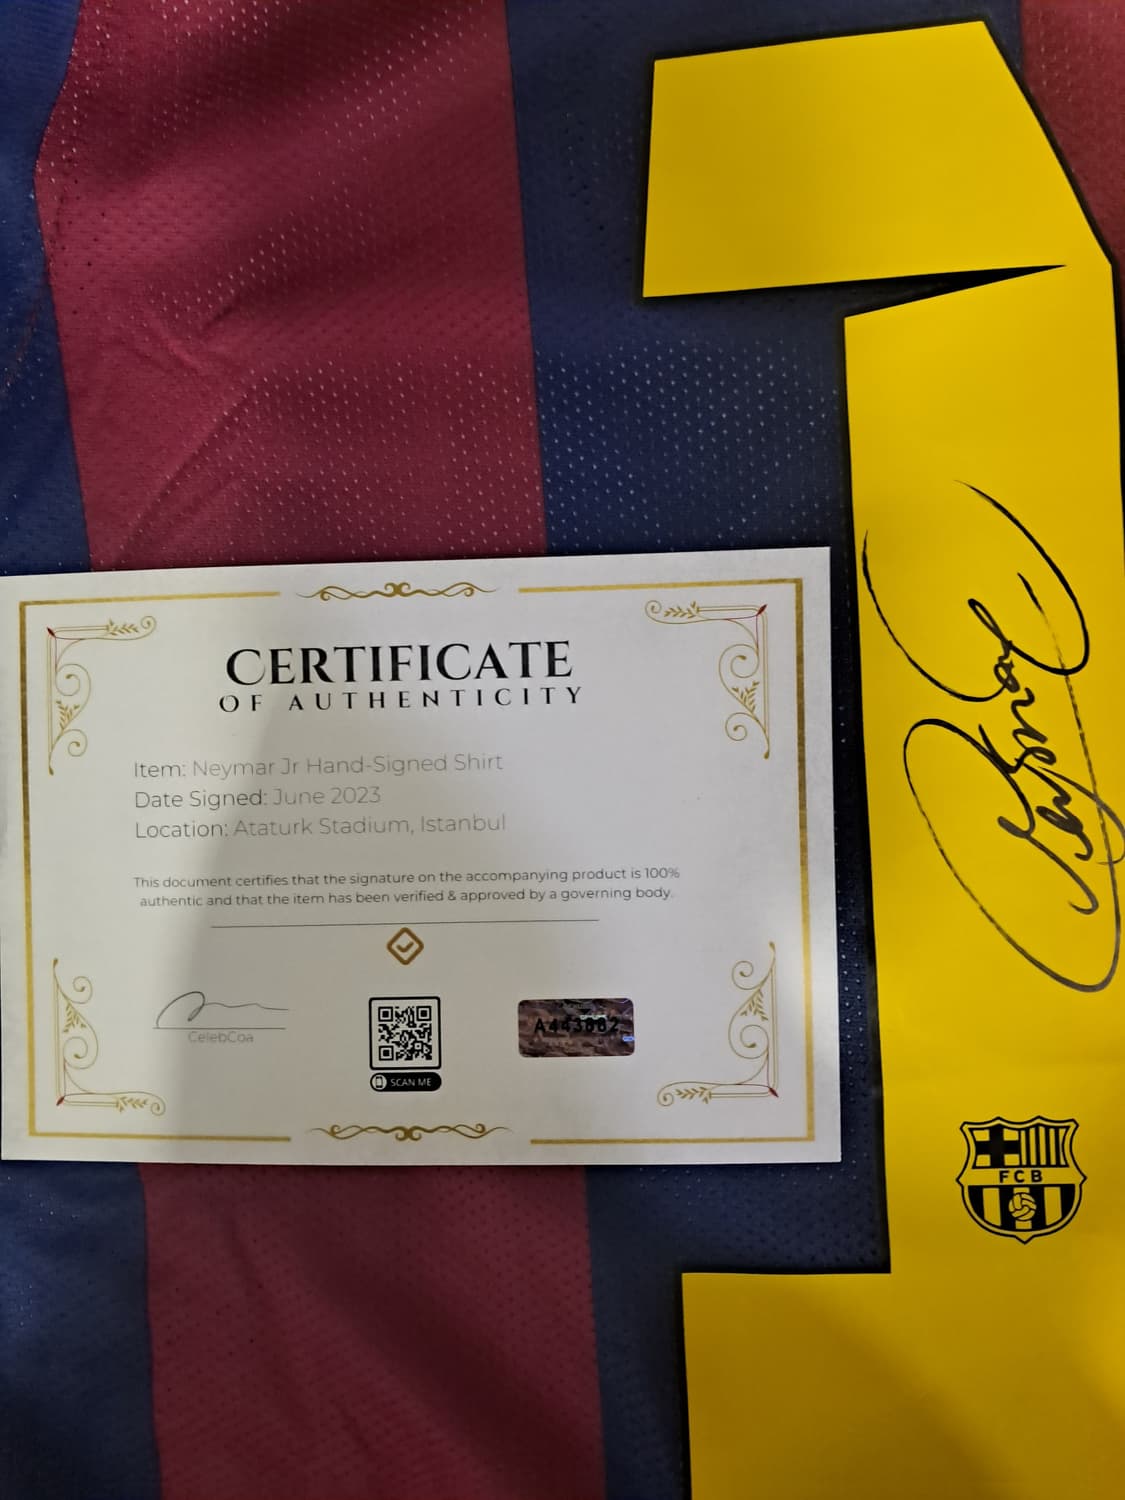 CERTIFICATE
OF AUTHENTICITY
Item: Neymar Jr Hand-Signed Shirt
Date Signed: June 2023
Location: Ataturk Stadium, Istanbul
This document certifies that the signature on the accompanying product is 100%
authentic and that the item has been verified & approved by a governing body.
CelebCoa
SCAN ME
A443662
FCB